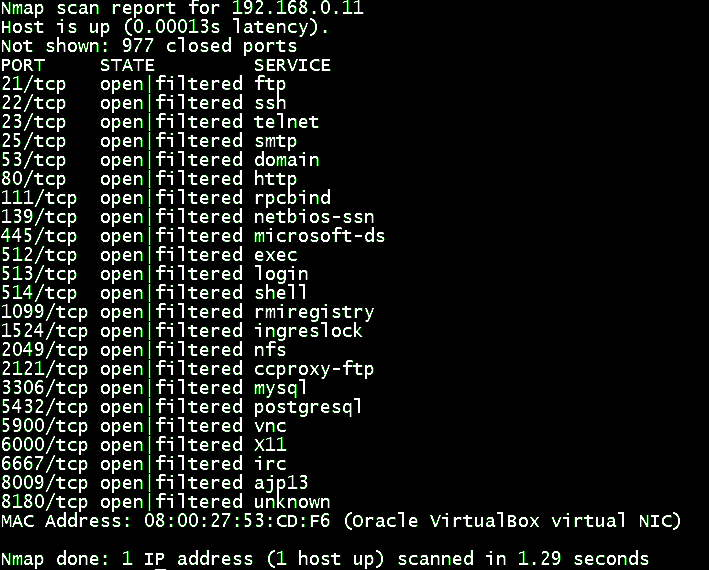 Nmap scan report for 192.168.0.11
Host is up (0.00013s latency).
Not shown: 977 closed ports
PORT     STATE         SERVICE
21/tcp   open|filtered ftp
22/tcp   open|filtered ssh
23/tcp   open|filtered telnet
25/tcp   open|filtered smtp
53/tcp   open|filtered domain
80/tcp   open|filtered http
111/tcp  open|filtered rpcbind
139/tcp  open|filtered netbios-ssn
445/tcp  open|filtered microsoft-ds
512/tcp  open|filtered exec
513/tcp  open|filtered login
514/tcp  open|filtered shell
1099/tcp open|filtered rmiregistry
1524/tcp open|filtered ingreslock
2049/tcp open|filtered nfs
2121/tcp open|filtered ccproxy-ftp
3306/tcp open|filtered mysql
5432/tcp open|filtered postgresql
5900/tcp open|filtered vnc
6000/tcp open|filtered X11
6667/tcp open|filtered irc
8009/tcp open|filtered ajp13
8180/tcp open|filtered unknown
MAC Address: 08:00:27:53:CD:F6 (Oracle VirtualBox virtual NIC)
Nmap done: 1 IP address (1 host up) scanned in 1.29 seconds